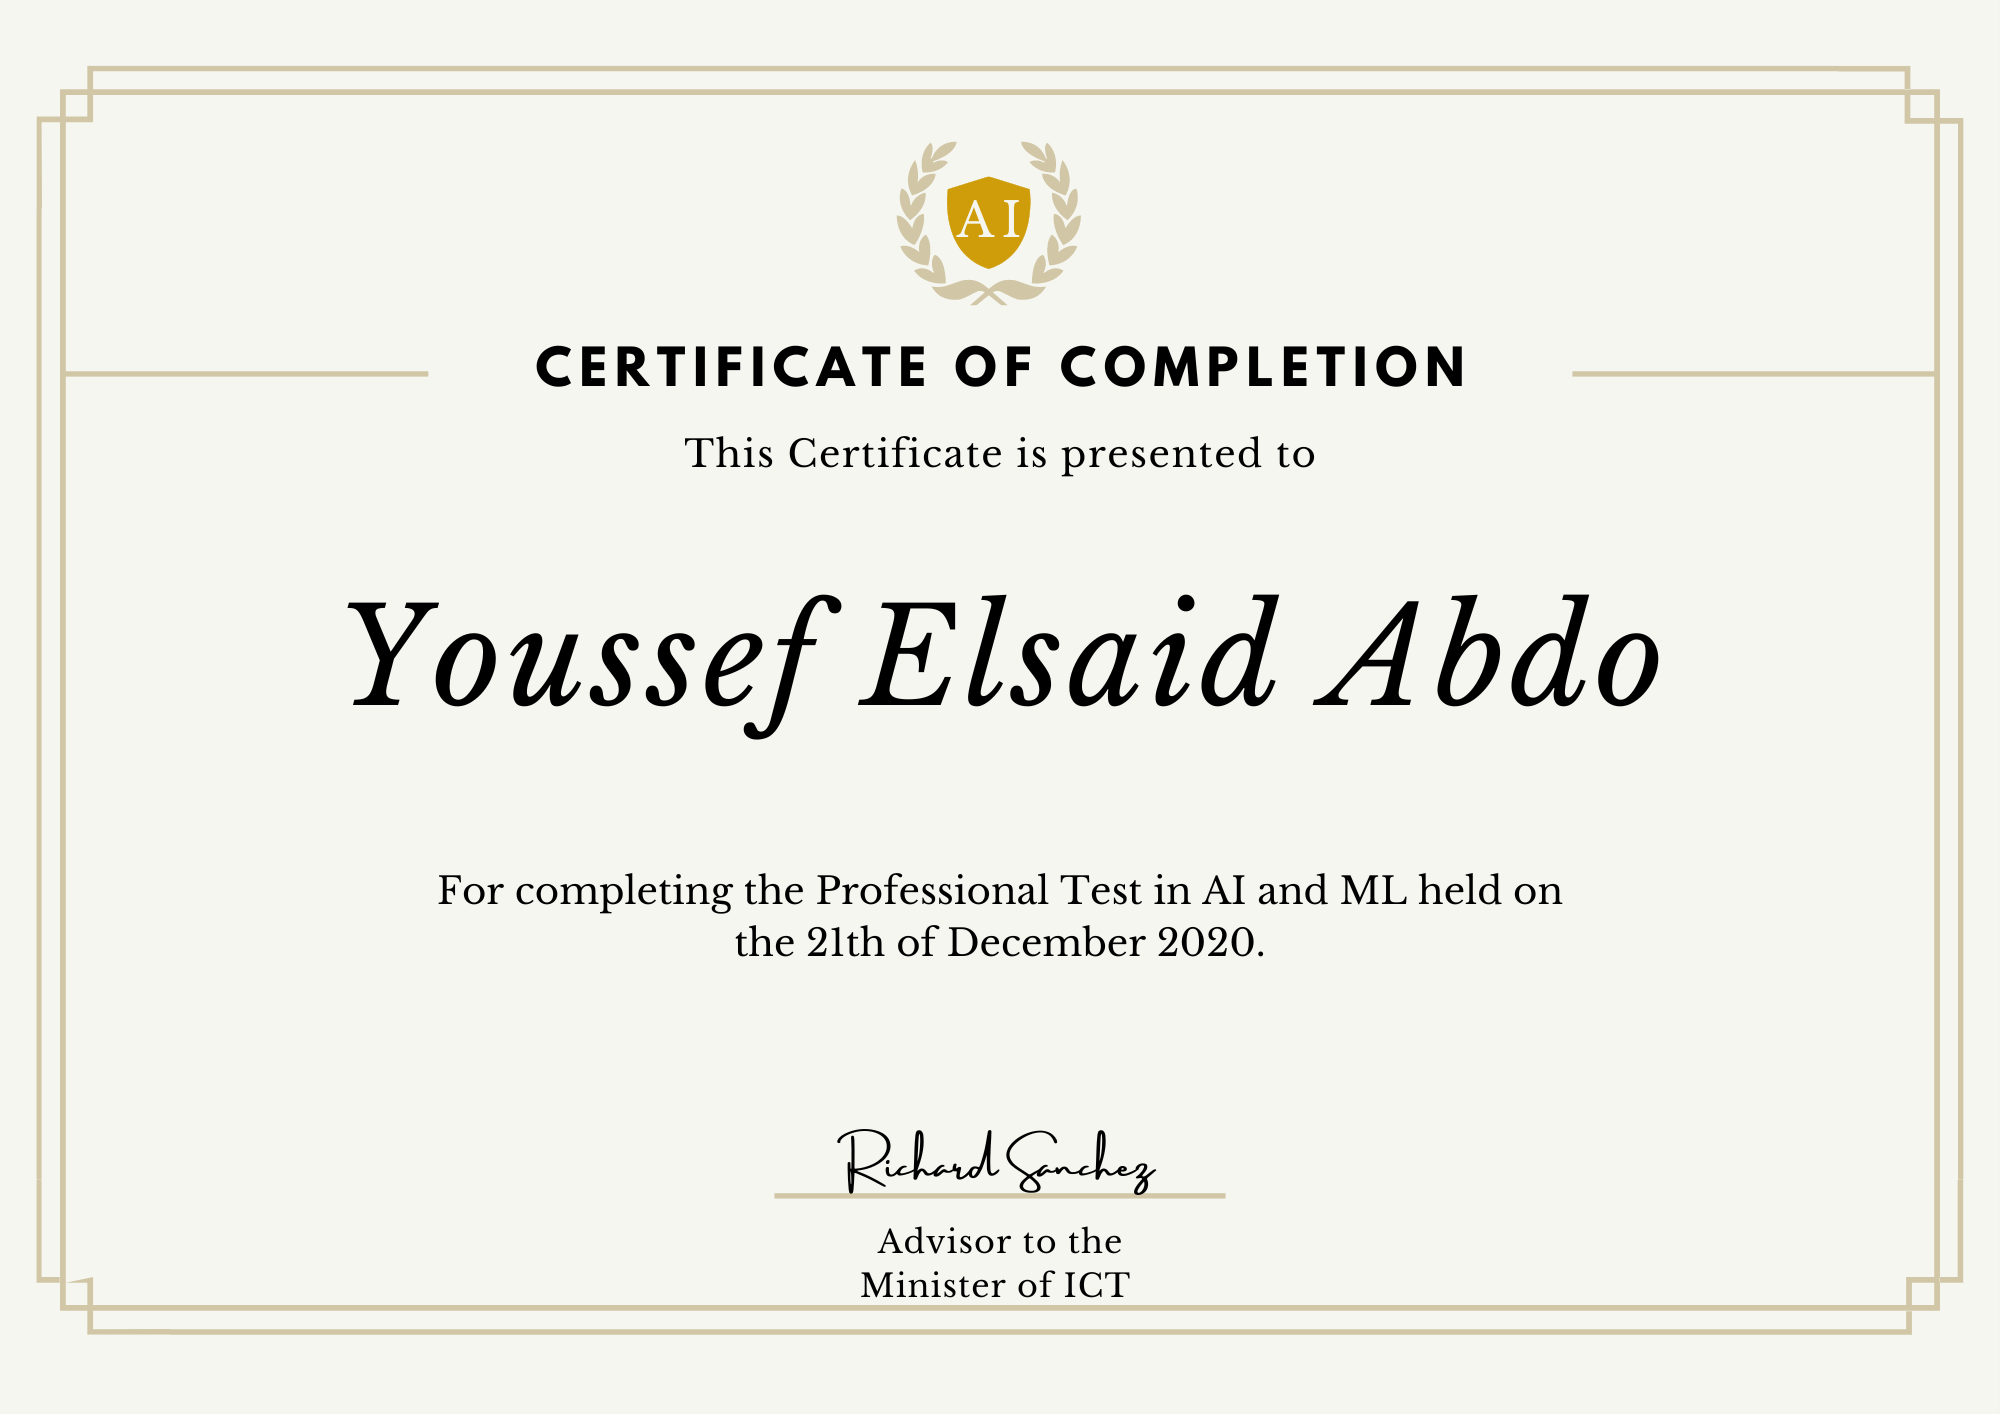 AI
CERTIFICATE OF COMPLETION
This Certificate is presented to
Youssef Elsaid Abdo
For completing the Professional Test in AI and ML held on
the 21th of December 2020.
Richard Sanchez
Advisor to the
Minister of ICT